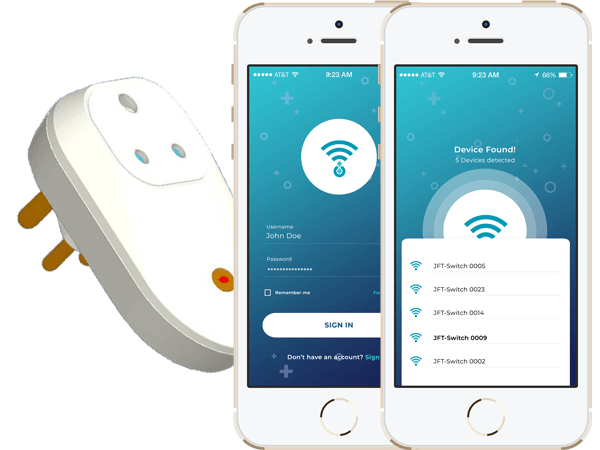 AT&T 9:23 AM
Username
John Doe
Password
Remember me
SIGN IN
Don't have an account? Sign
AT&T 9:23 AM 66%
Device Found!
5 Devices detected
JFT-Switch 0005
JFT-Switch 0023
JFT-Switch 0014
JFT-Switch 0009
JFT-Switch 0002